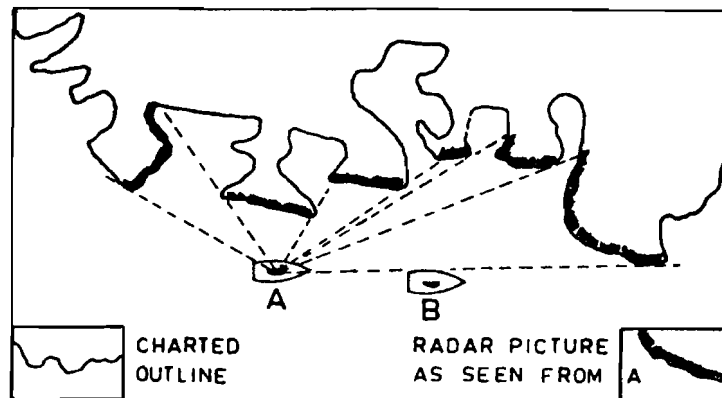 A
B
CHARTED
OUTLINE
RADAR PICTURE
AS SEEN FROM
A